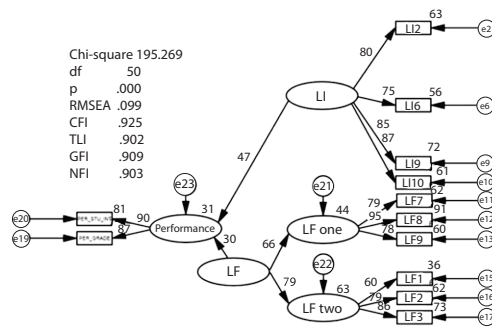 Chi-square 195.269
df 50
p .000
RMSEA .099
CFI .925
TLI .902
GFI .909
NFI .903
63
LI2
e2
80
75
56
LI6
e6
LI
85
87
72
LI9
e9
61
LI10
e10
47
e23
31
Performance
81
PER_STU_INS
e20
90
87
PER_GRADE
e19
30
LF
66
79
e21
44
LF one
79
95
78
62
LF7
e11
91
LF8
e12
60
LF9
e13
e22
63
LF two
60
79
86
36
LF1
e15
62
LF2
e16
73
LF3
e17